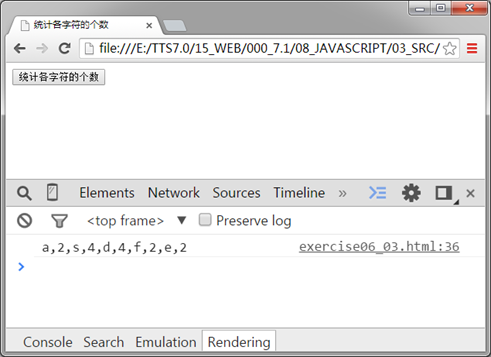 统计各字符的个数
file:///E:/TTS7.0/15_WEB/000_7.1/08_JAVASCRIPT/03_SRC/
统计各字符的个数
Elements Network Sources Timeline »
<top frame> ▼ Preserve log
a,2,s,4,d,4,f,2,e,2 exercise06_03.html:36
>
Console Search Emulation Rendering